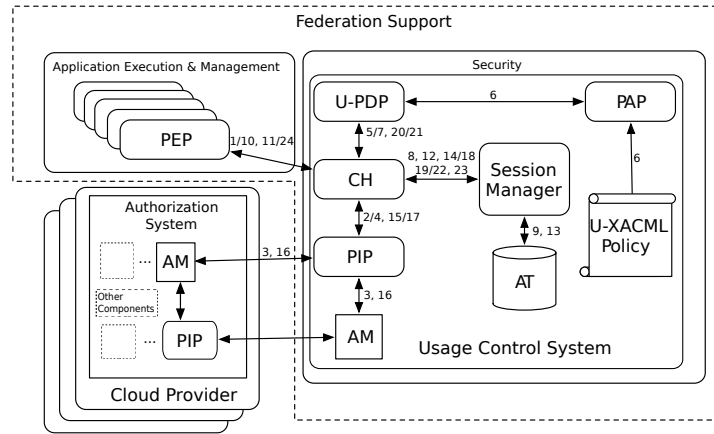 Federation Support
Application Execution & Management
PEP
1/10, 11/24
Security
U-PDP
6
PAP
5/7, 20/21
8, 12, 14/18
19/22, 23
CH
Session
Manager
6
2/4, 15/17
9, 13
U-XACML
Policy
PIP
AT
3, 16
AM
Usage Control System
Authorization
System
...
AM
3, 16
Other
Components
...
PIP
Cloud Provider